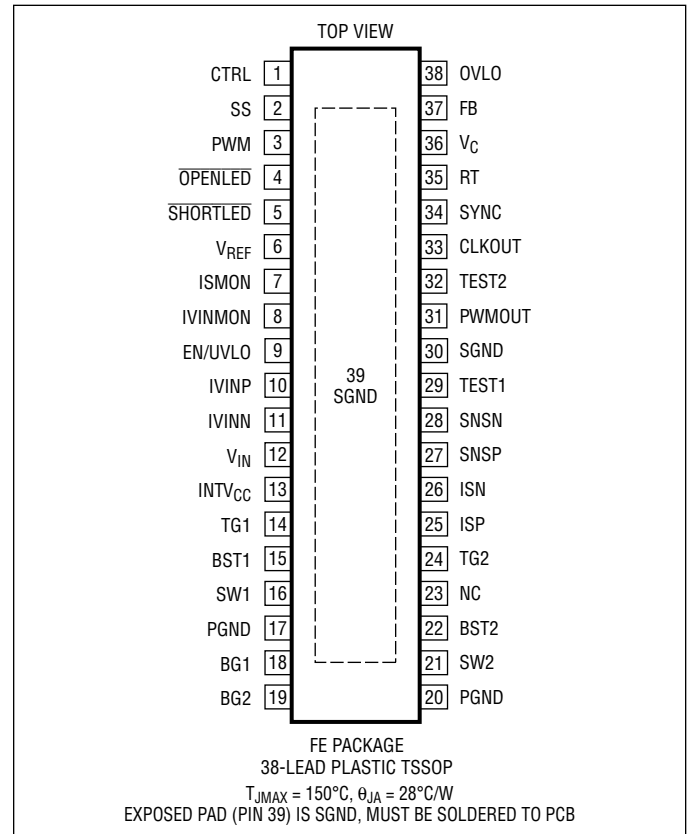 TOP VIEW
CTRL 1 38 OVLO
SS 2 37 FB
PWM 3 36 VC
OPENLED 4 35 RT
SHORTLED 5 34 SYNC
VREF 6 33 CLKOUT
ISMON 7 32 TEST2
IVINMON 8 31 PWMOUT
EN/UVLO 9 30 SGND
IVINP 10 29 TEST1
39
SGND
IVINN 11 28 SNSN
VIN 12 27 SNSP
INTVCC 13 26 ISN
TG1 14 25 ISP
BST1 15 24 TG2
SW1 16 23 NC
PGND 17 22 BST2
BG1 18 21 SW2
BG2 19 20 PGND
FE PACKAGE
38-LEAD PLASTIC TSSOP
TJMAX = 150°C, θJA = 28°C/W
EXPOSED PAD (PIN 39) IS SGND, MUST BE SOLDERED TO PCB